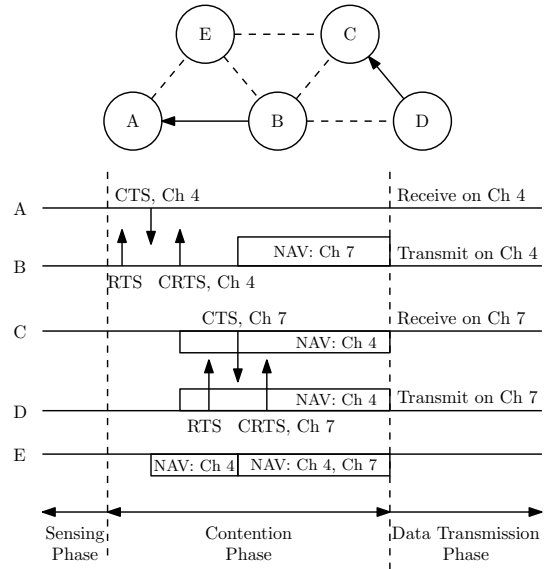 E
C
A
B
D
CTS, Ch 4
Receive on Ch 4
A
NAV: Ch 7
Transmit on Ch 4
B
RTS
CRTS, Ch 4
CTS, Ch 7
Receive on Ch 7
C
NAV: Ch 4
NAV: Ch 4
Transmit on Ch 7
D
RTS
CRTS, Ch 7
E
NAV: Ch 4
NAV: Ch 4, Ch 7
Sensing
Phase
Contention
Phase
Data Transmission
Phase